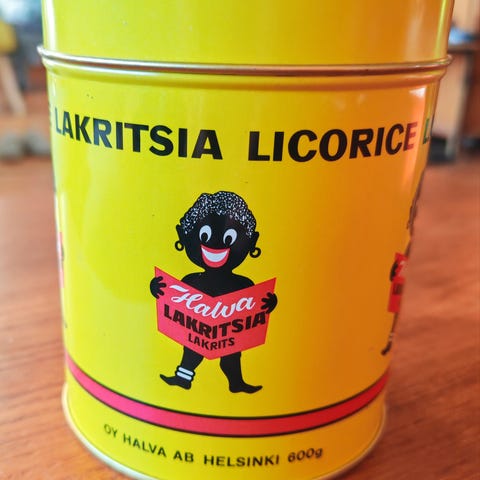 LAKRITSIA LICORICE
Halva
LAKRITSIA
LAKRITS
OY HALVA AB HELSINKI 600g